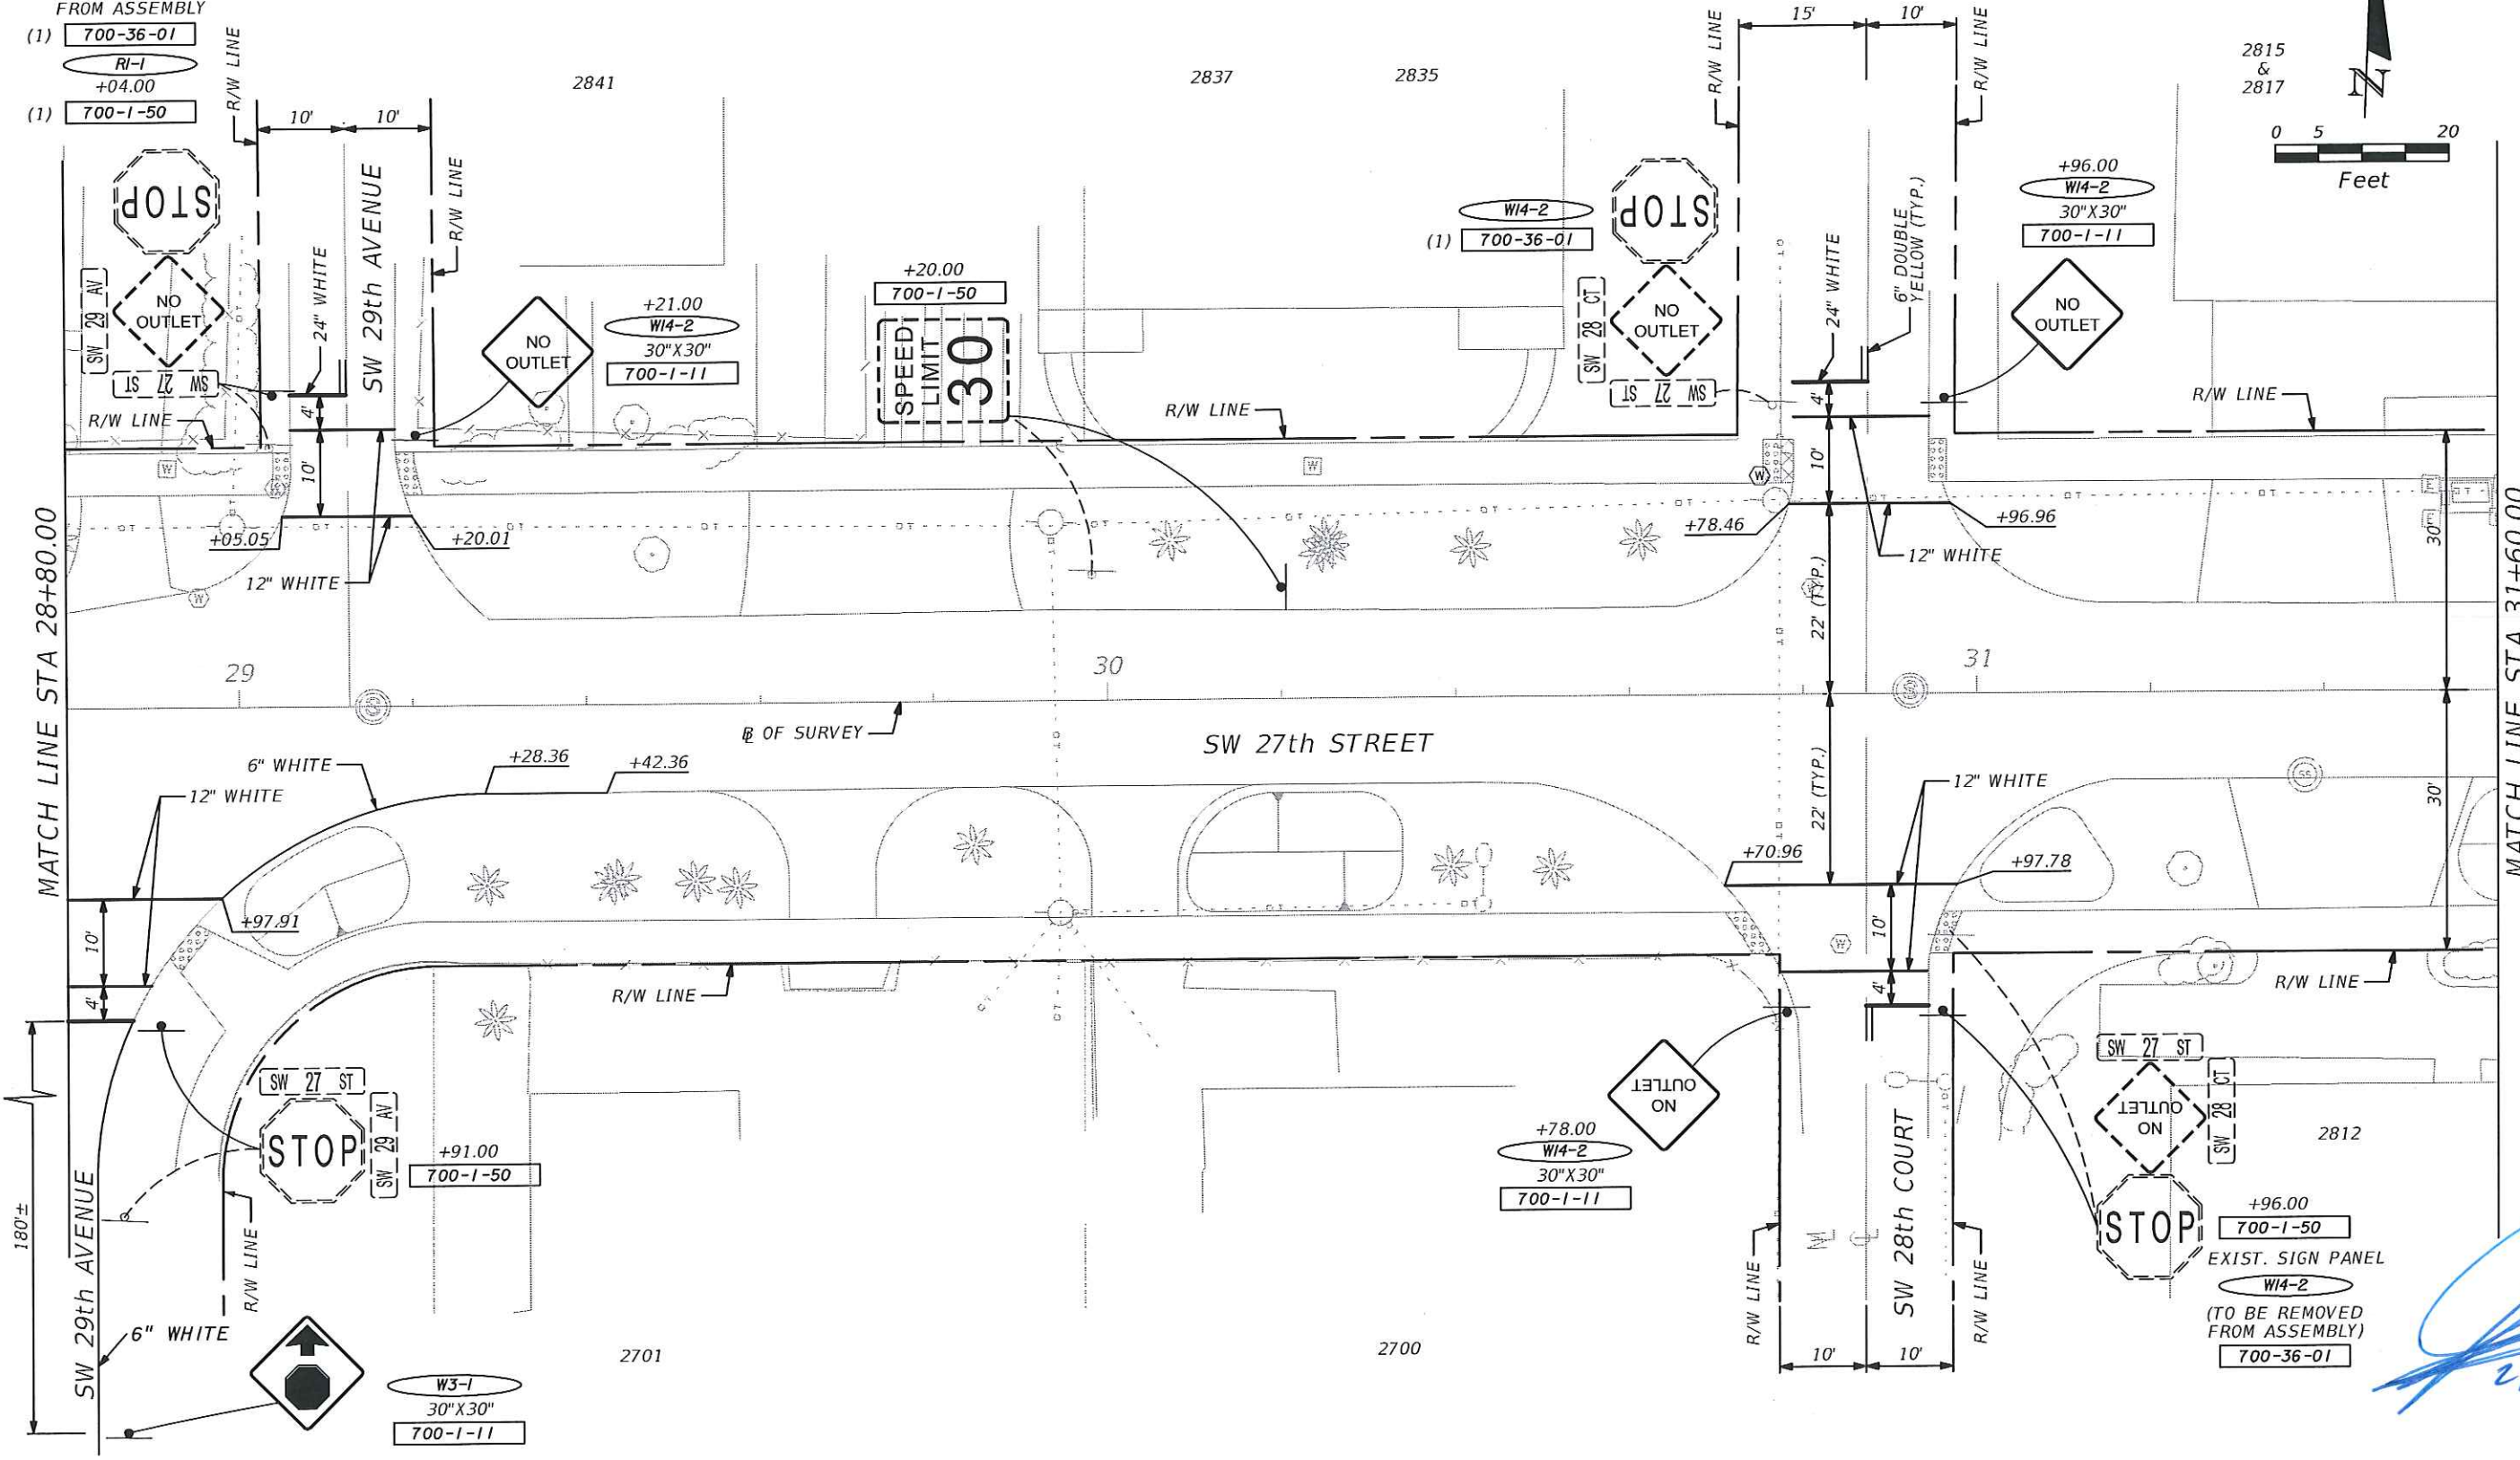 FROM ASSEMBLY
(1) 700-36-01
R1-1
+04.00
(1) 700-1-50
R/W LINE
10' 10'
2841
2837
2835
R/W LINE
15' 10'
R/W LINE
2815
&
2817
N
0 5 20
Feet
STOP
NO
OUTLET
SW 29 AV
SW 27 ST
R/W LINE
24" WHITE
SW 29th AVENUE
R/W LINE
4'
10'
NO
OUTLET
+21.00
W14-2
30"X30"
700-1-11
+20.00
700-1-50
SPEED
LIMIT
30
R/W LINE
W14-2
(1) 700-36-01
STOP
NO
OUTLET
SW 28 CT
SW 27 ST
24" WHITE
6" DOUBLE
YELLOW (TYP.)
4'
10'
+96.00
W14-2
30"X30"
700-1-11
NO
OUTLET
R/W LINE
W
W
W
W
W
+05.05
+20.01
12" WHITE
+78.46
+96.96
12" WHITE
22' (TYP.)
30'
MATCH LINE STA 28+80.00
MATCH LINE STA 31+60.00
29
30
31
B OF SURVEY
SW 27th STREET
6" WHITE
+28.36
+42.36
12" WHITE
+97.91
10'
4'
180'±
R/W LINE
22' (TYP.)
12" WHITE
+70.96
+97.78
10'
4'
W
SS
30'
R/W LINE
SW 27 ST
STOP
SW 29 AV
+91.00
700-1-50
SW 29th AVENUE
R/W LINE
6" WHITE
W3-1
30"X30"
700-1-11
2701
2700
NO
OUTLET
+78.00
W14-2
30"X30"
700-1-11
R/W LINE
SW 28th COURT
R/W LINE
10' 10'
SW 27 ST
NO
OUTLET
SW 28 CT
STOP
2812
+96.00
700-1-50
EXIST. SIGN PANEL
W14-2
(TO BE REMOVED
FROM ASSEMBLY)
700-36-01